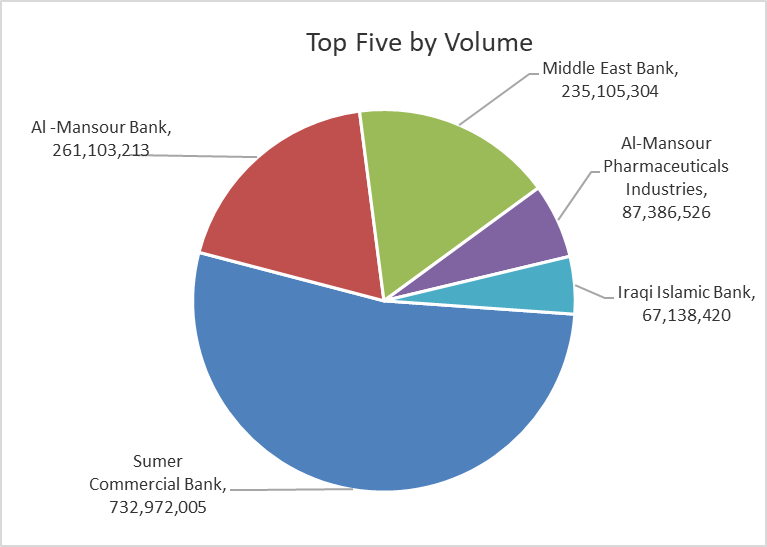 Top Five by Volume
Middle East Bank,
235,105,304
Al -Mansour Bank,
261,103,213
Al-Mansour
Pharmaceuticals
Industries,
87,386,526
Iraqi Islamic Bank,
67,138,420
Sumer
Commercial Bank,
732,972,005